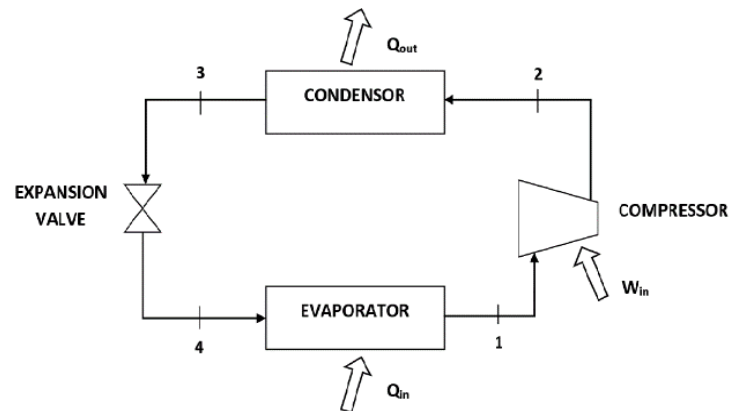 Qout
3
CONDENSOR
2
EXPANSION
VALVE
COMPRESSOR
Win
EVAPORATOR
4
1
Qin